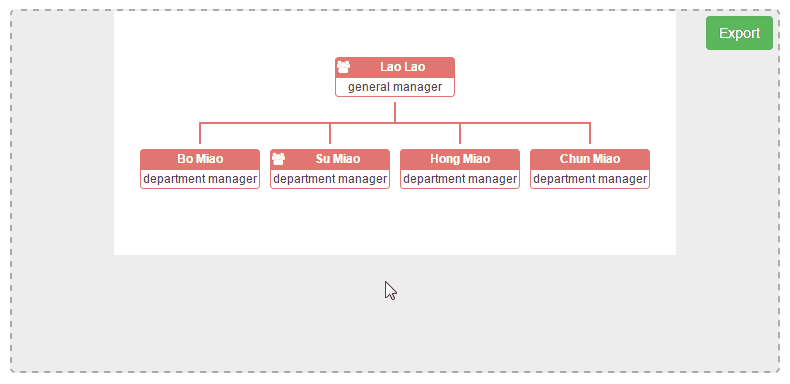 Export
Lao Lao
general manager
Bo Miao
department manager
Su Miao
department manager
Hong Miao
department manager
Chun Miao
department manager